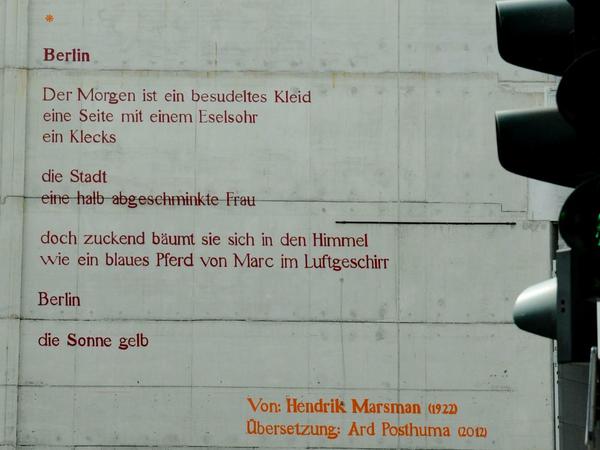 Berlin
Der Morgen ist ein besudeltes Kleid
eine Seite mit einem Eselsohr
ein Klecks
die Stadt
eine halb abgeschminkte Frau
doch zuckend bäumt sie sich in den Himmel
wie ein blaues Pferd von Marc im Luftgeschirr
Berlin
die Sonne gelb
Von: Hendrik Marsman (1922)
Übersetzung: Ard Posthuma (2012)